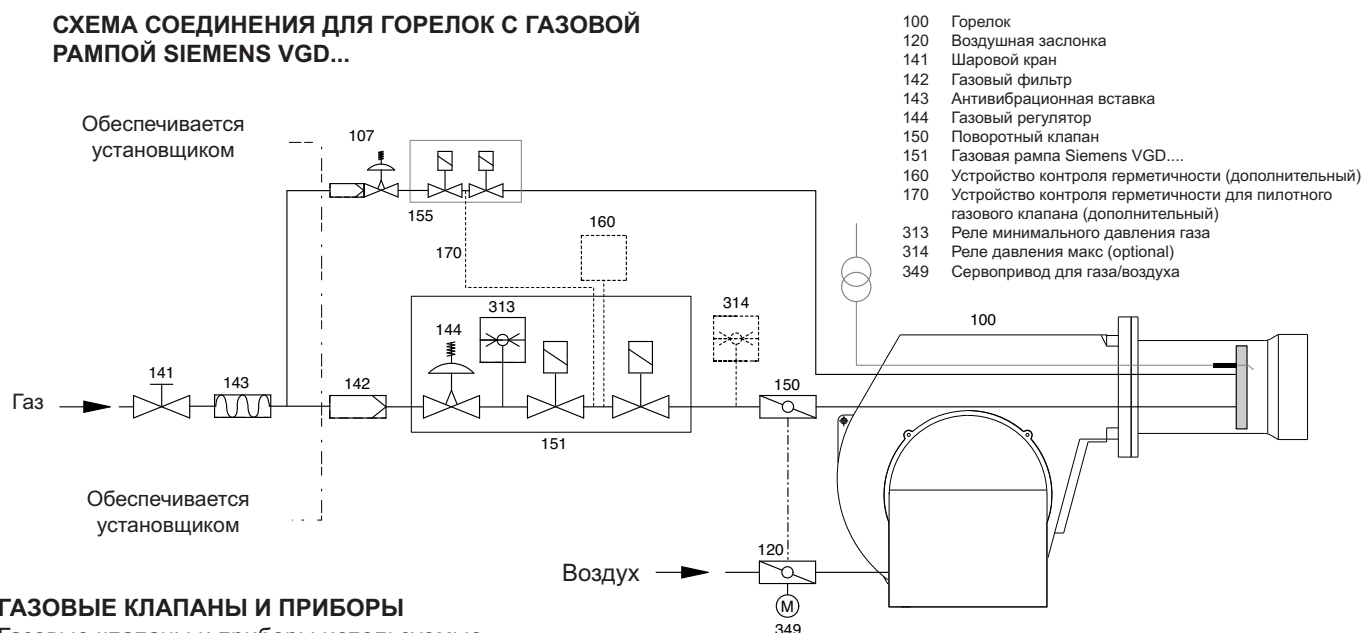 СХЕМА СОЕДИНЕНИЯ ДЛЯ ГОРЕЛОК С ГАЗОВОЙ
РАМПОЙ SIEMENS VGD...
100 Горелок
120 Воздушная заслонка
141 Шаровой кран
142 Газовый фильтр
143 Антивибрационная вставка
144 Газовый регулятор
150 Поворотный клапан
151 Газовая рампа Siemens VGD....
160 Устройство контроля герметичности (дополнительный)
170 Устройство контроля герметичности для пилотного
газового клапана (дополнительный)
313 Реле минимального давления газа
314 Реле давления макс (optional)
349 Сервопривод для газа/воздуха
Обеспечивается
установщиком
107
155
160
170
313
314
144
100
141
143
142
150
Газ
151
Обеспечивается
установщиком
120
Воздух
M
349
ГАЗОВЫЕ КЛАПАНЫ И ПРИБОРЫ